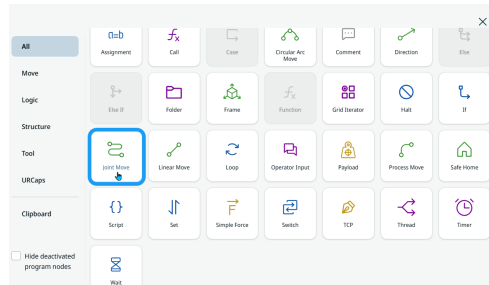 All
Move
Logic
Structure
Tool
URCaps
Clipboard
Hide deactivated
program nodes
a=b
Assignment
fx
Call
Case
Circular Arc
Move
Comment
Direction
Else
Else If
Folder
Frame
fx
Function
Grid Iterator
Halt
If
Joint Move
Linear Move
Loop
Operator Input
Payload
Process Move
Safe Home
{}
Script
Set
F
Simple Force
Switch
TCP
Thread
Timer
Wait